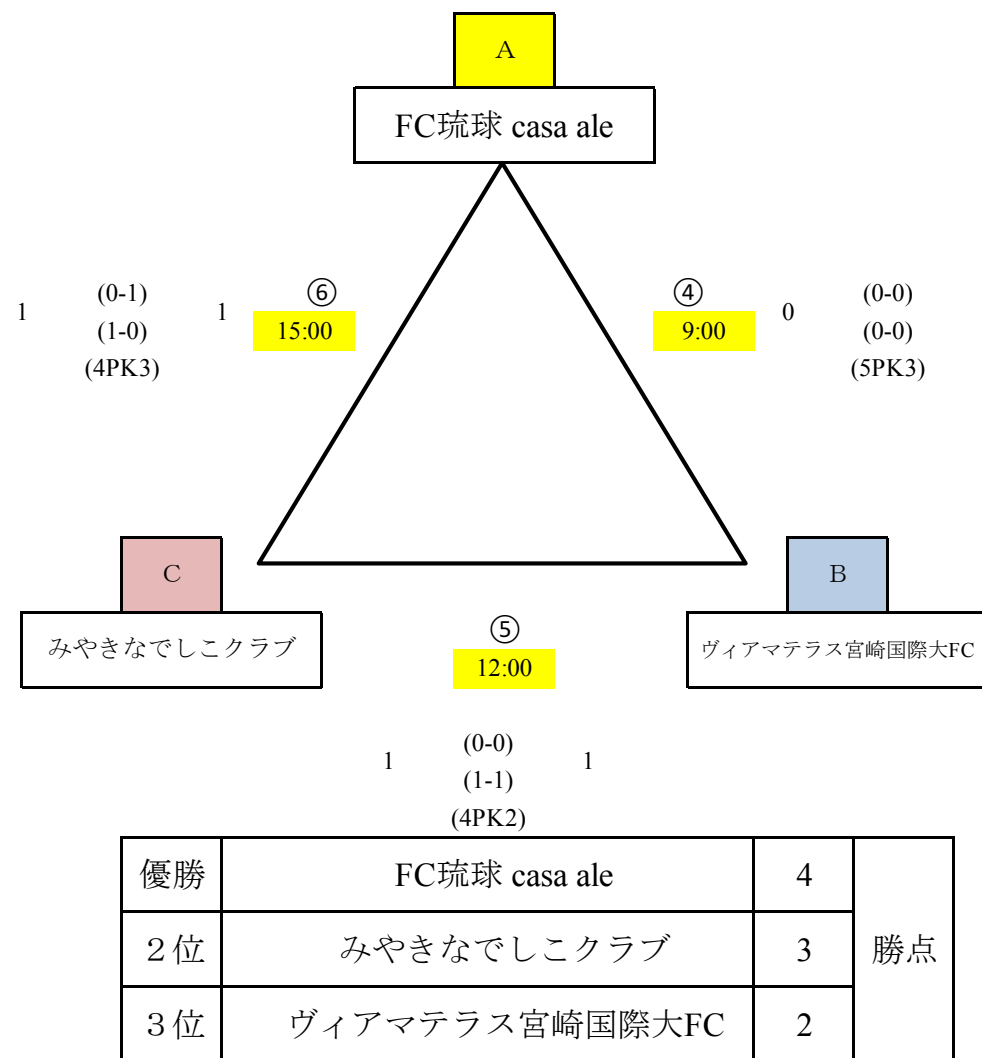 A
FC琉球 casa ale
1 (0-1) 1 ⑥ ④ 0 (0-0)
(1-0) 15:00 9:00 (0-0)
(4PK3) (5PK3)
C B
みやきなでしこクラブ ⑤ ヴィアマテラス宮崎国際大FC
12:00
1 (0-0) 1
(1-1)
(4PK2)
優勝 FC琉球 casa ale 4
２位 みやきなでしこクラブ 3 勝点
３位 ヴィアマテラス宮崎国際大FC 2